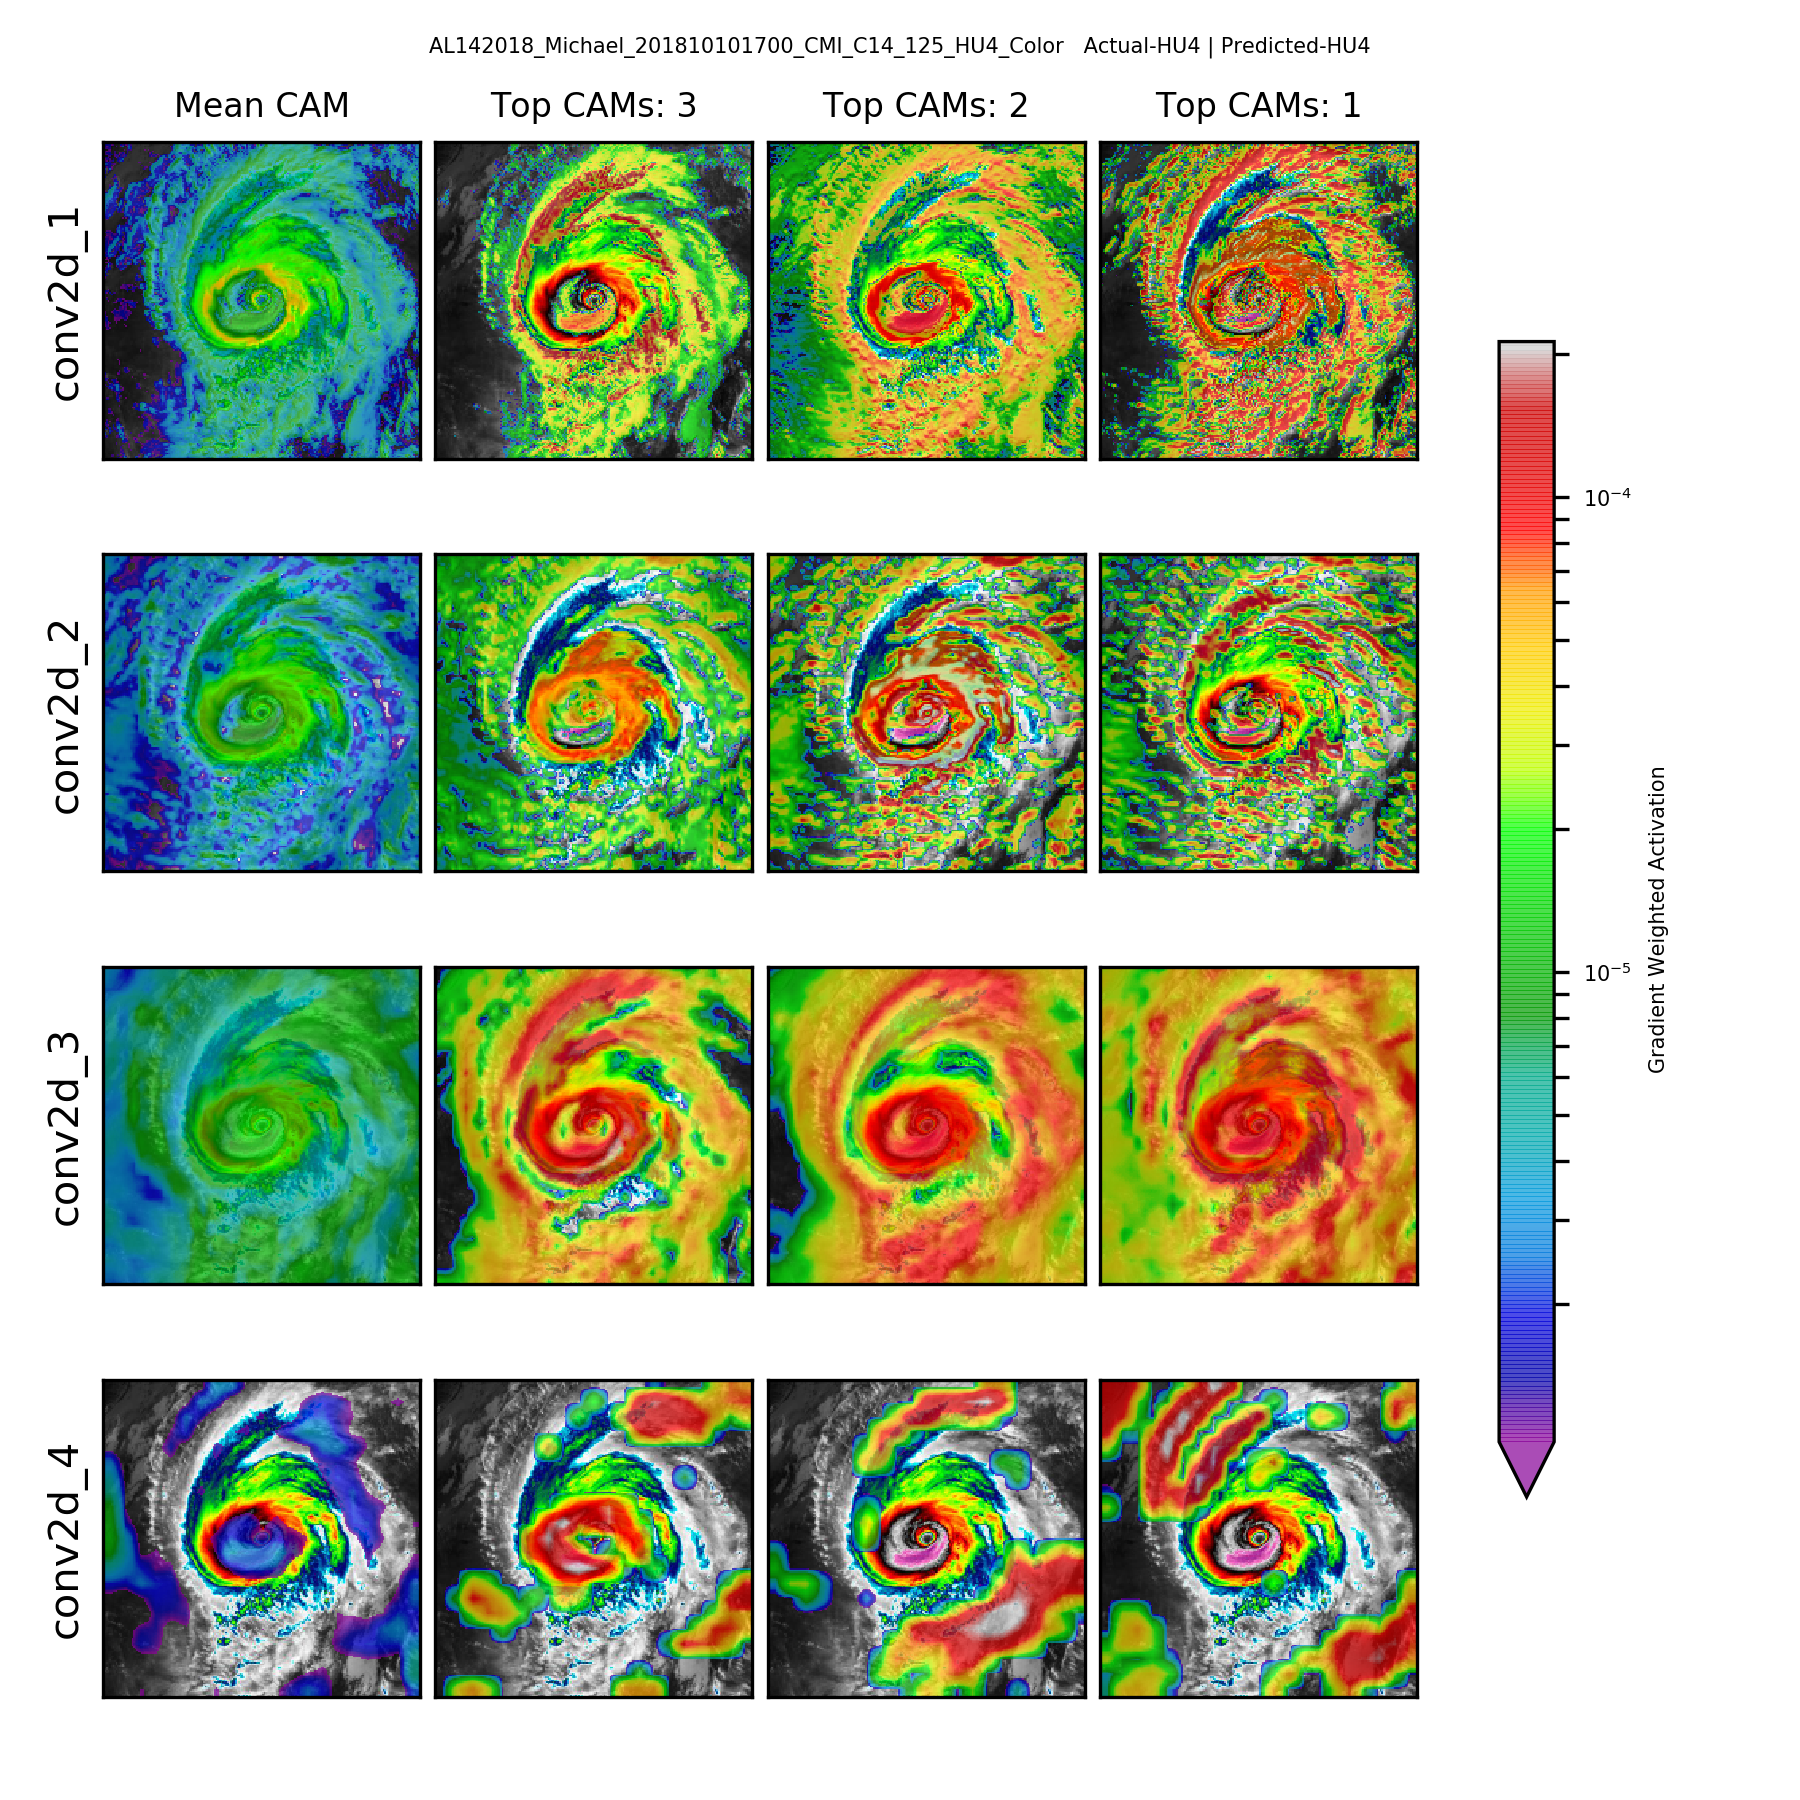 AL142018_Michael_201810101700_CMI_C14_125_HU4_Color   Actual-HU4 | Predicted-HU4
Mean CAM
Top CAMs: 3
Top CAMs: 2
Top CAMs: 1
conv2d_1
conv2d_2
conv2d_3
conv2d_4
10⁻⁴
10⁻⁵
Gradient Weighted Activation